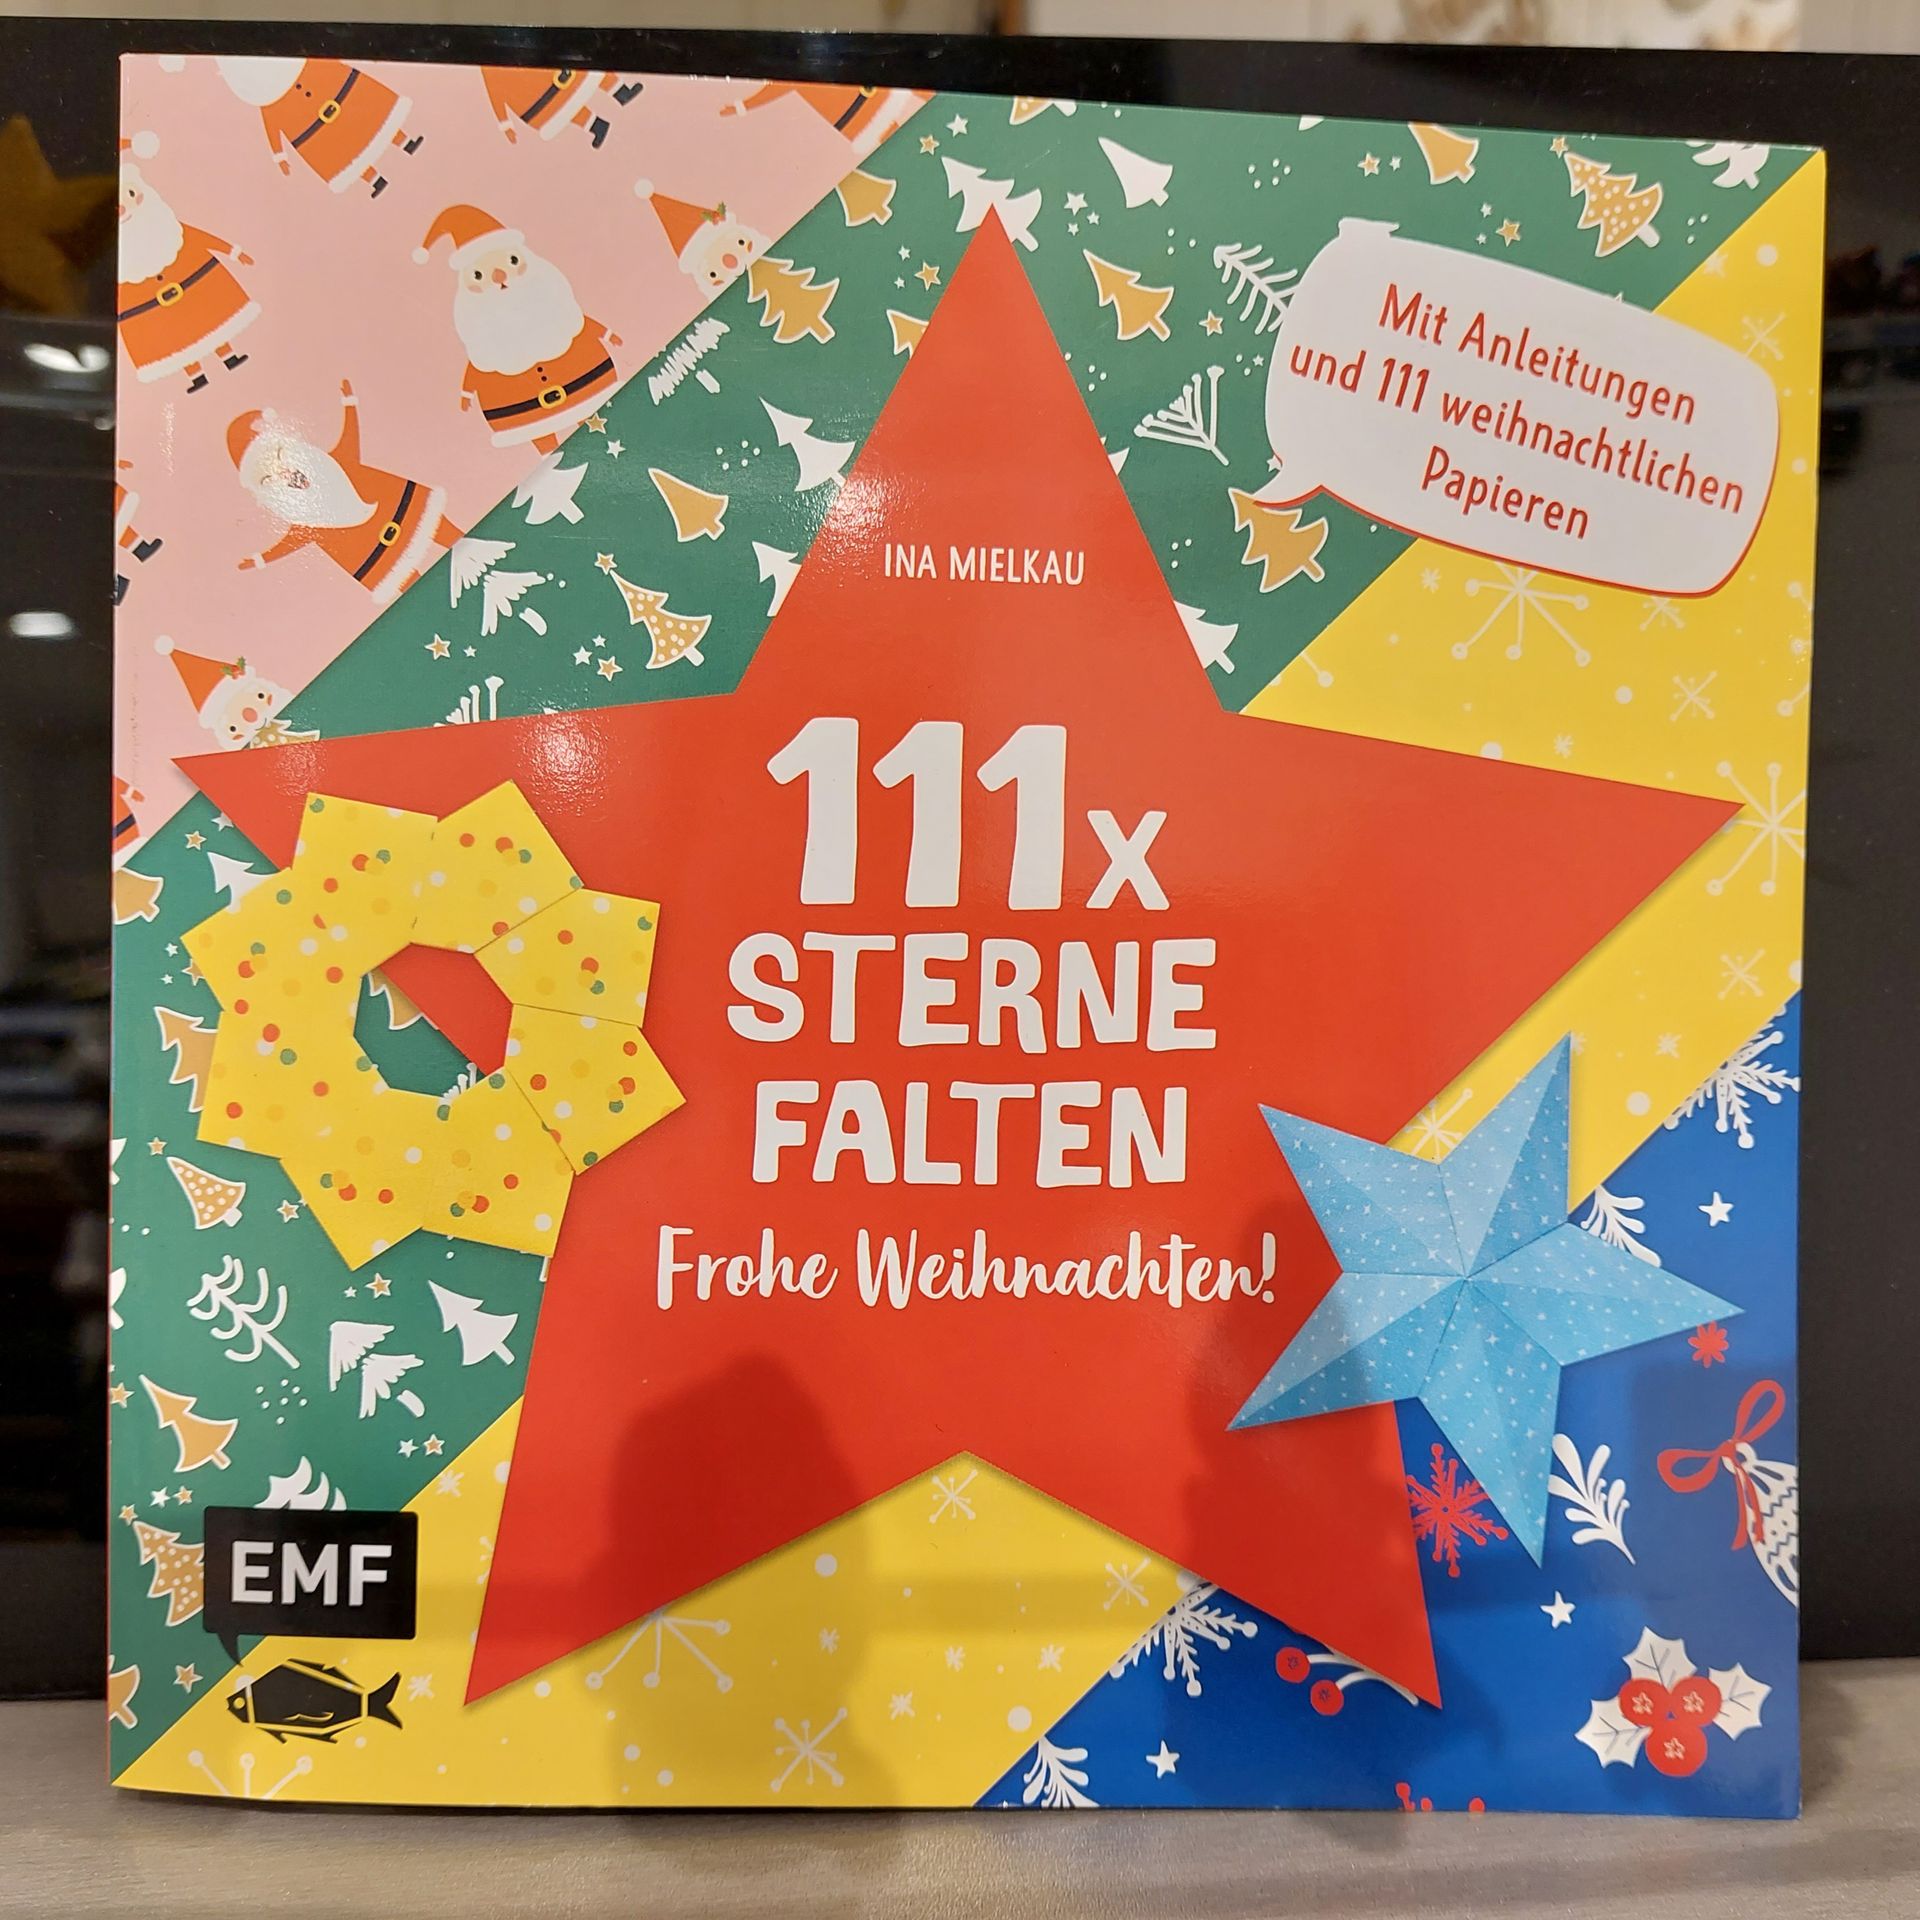 Mit Anleitungen
und 111 weihnachtlichen
Papieren
INA MIELKAU
111x
STERNE
FALTEN
Frohe Weihnachten!
EMF